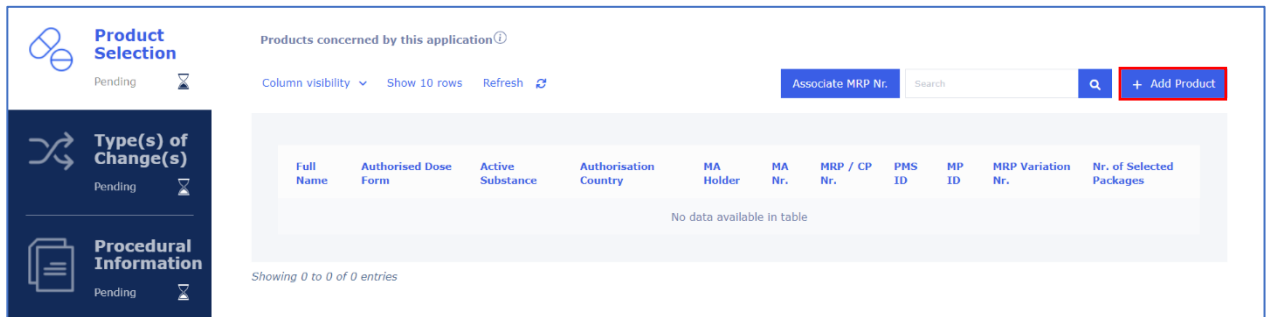 Product
Selection
Pending
Type(s) of
Change(s)
Pending
Procedural
Information
Pending
Products concerned by this application
Column visibility Show 10 rows Refresh Associate MRP Nr. Search + Add Product
Full Name Authorised Dose Form Active Substance Authorisation Country MA Holder MA Nr. MRP / CP Nr. PMS ID MP ID MRP Variation Nr. Nr. of Selected Packages
No data available in table
Showing 0 to 0 of 0 entries